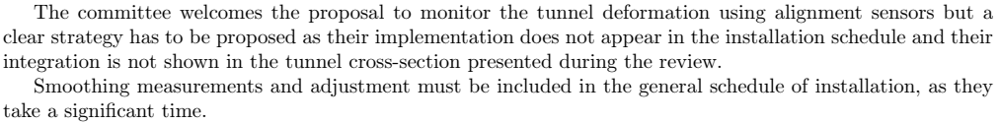 The committee welcomes the proposal to monitor the tunnel deformation using alignment sensors but a
clear strategy has to be proposed as their implementation does not appear in the installation schedule and their
integration is not shown in the tunnel cross-section presented during the review.
Smoothing measurements and adjustment must be included in the general schedule of installation, as they
take a significant time.